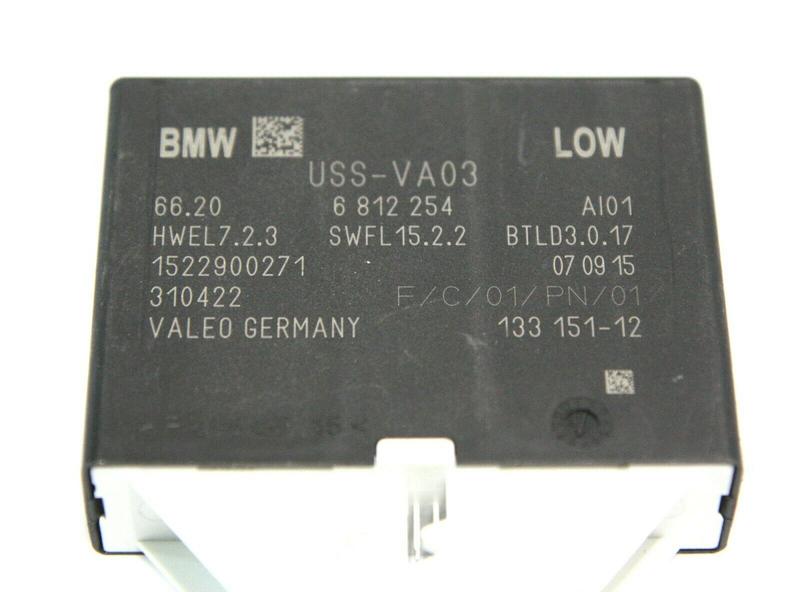 BMW LOW
USS-VA03
66.20 6 812 254 AI01
HWEL7.2.3 SWFL15.2.2 BTLD3.0.17
1522900271 07 09 15
310422 F/C/01/PN/01
VALEO GERMANY 133 151-12